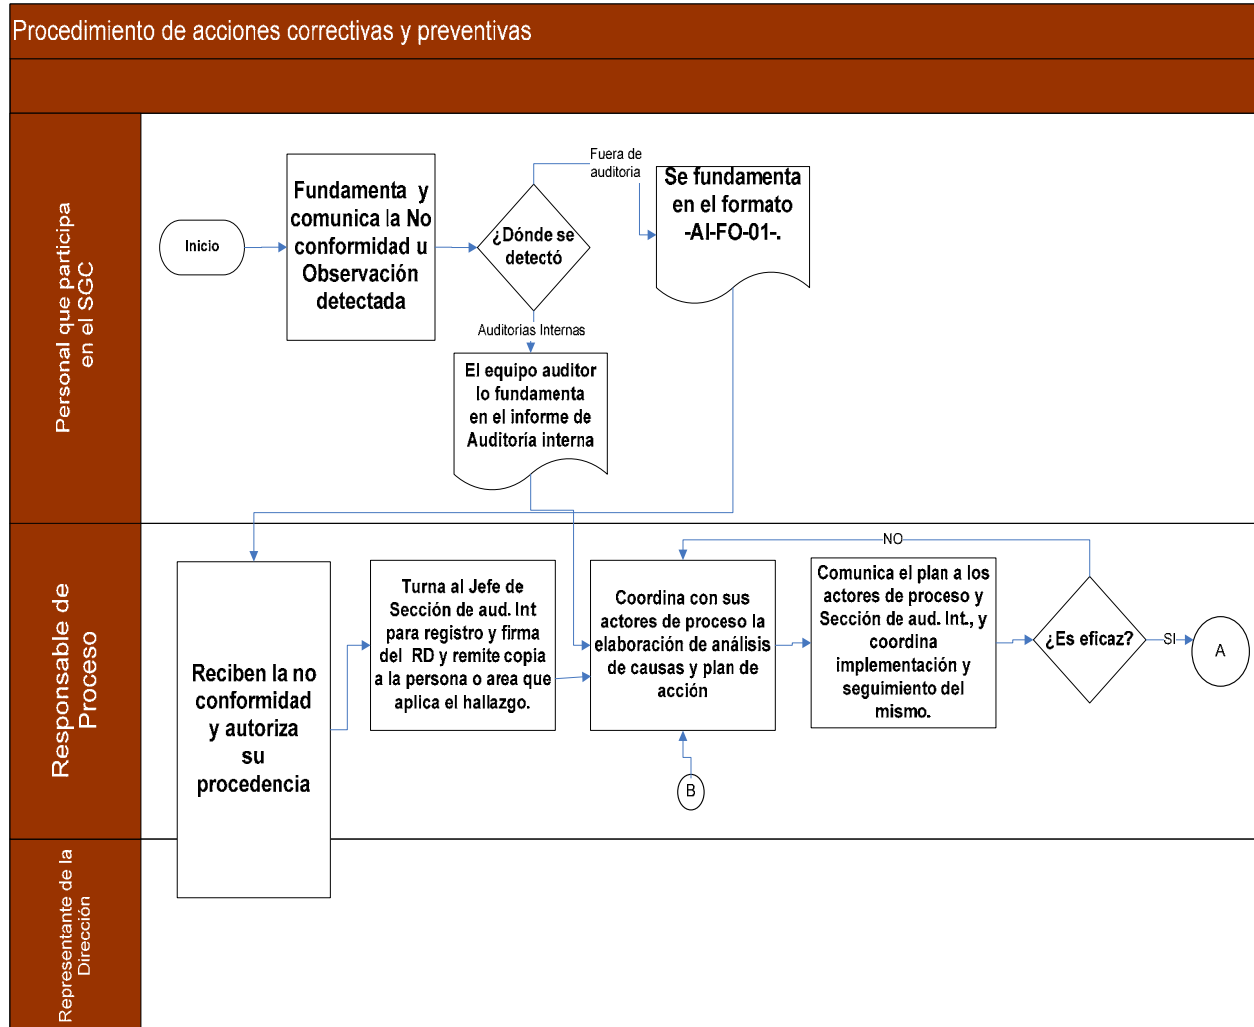 Procedimiento de acciones correctivas y preventivas
Personal que participa
en el SGC
Inicio
Fundamenta y
comunica la No
conformidad u
Observación
detectada
¿Dónde se
detectó
Fuera de
auditoria
Se fundamenta
en el formato
-AI-FO-01-.
Auditorias Internas
El equipo auditor
lo fundamenta
en el informe de
Auditoría interna
Responsable de
Proceso
Reciben la no
conformidad
y autoriza
su
procedencia
Turna al Jefe de
Sección de aud. Int
para registro y firma
del RD y remite copia
a la persona o area que
aplica el hallazgo.
Coordina con sus
actores de proceso la
elaboración de análisis
de causas y plan de
acción
B
NO
Comunica el plan a los
actores de proceso y
Sección de aud. Int., y
coordina
implementación y
seguimiento del
mismo.
¿Es eficaz?
SI
A
Representante de la
Dirección